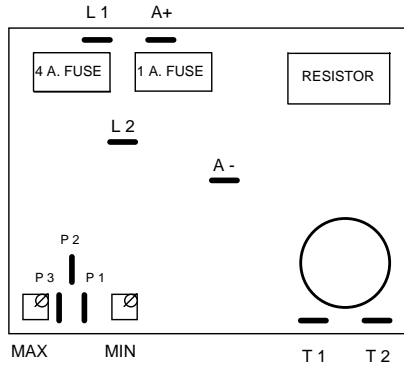 L 1 A+
4 A. FUSE 1 A. FUSE RESISTOR
L 2
A -
P 2
P 3 P 1
MAX MIN T 1 T 2